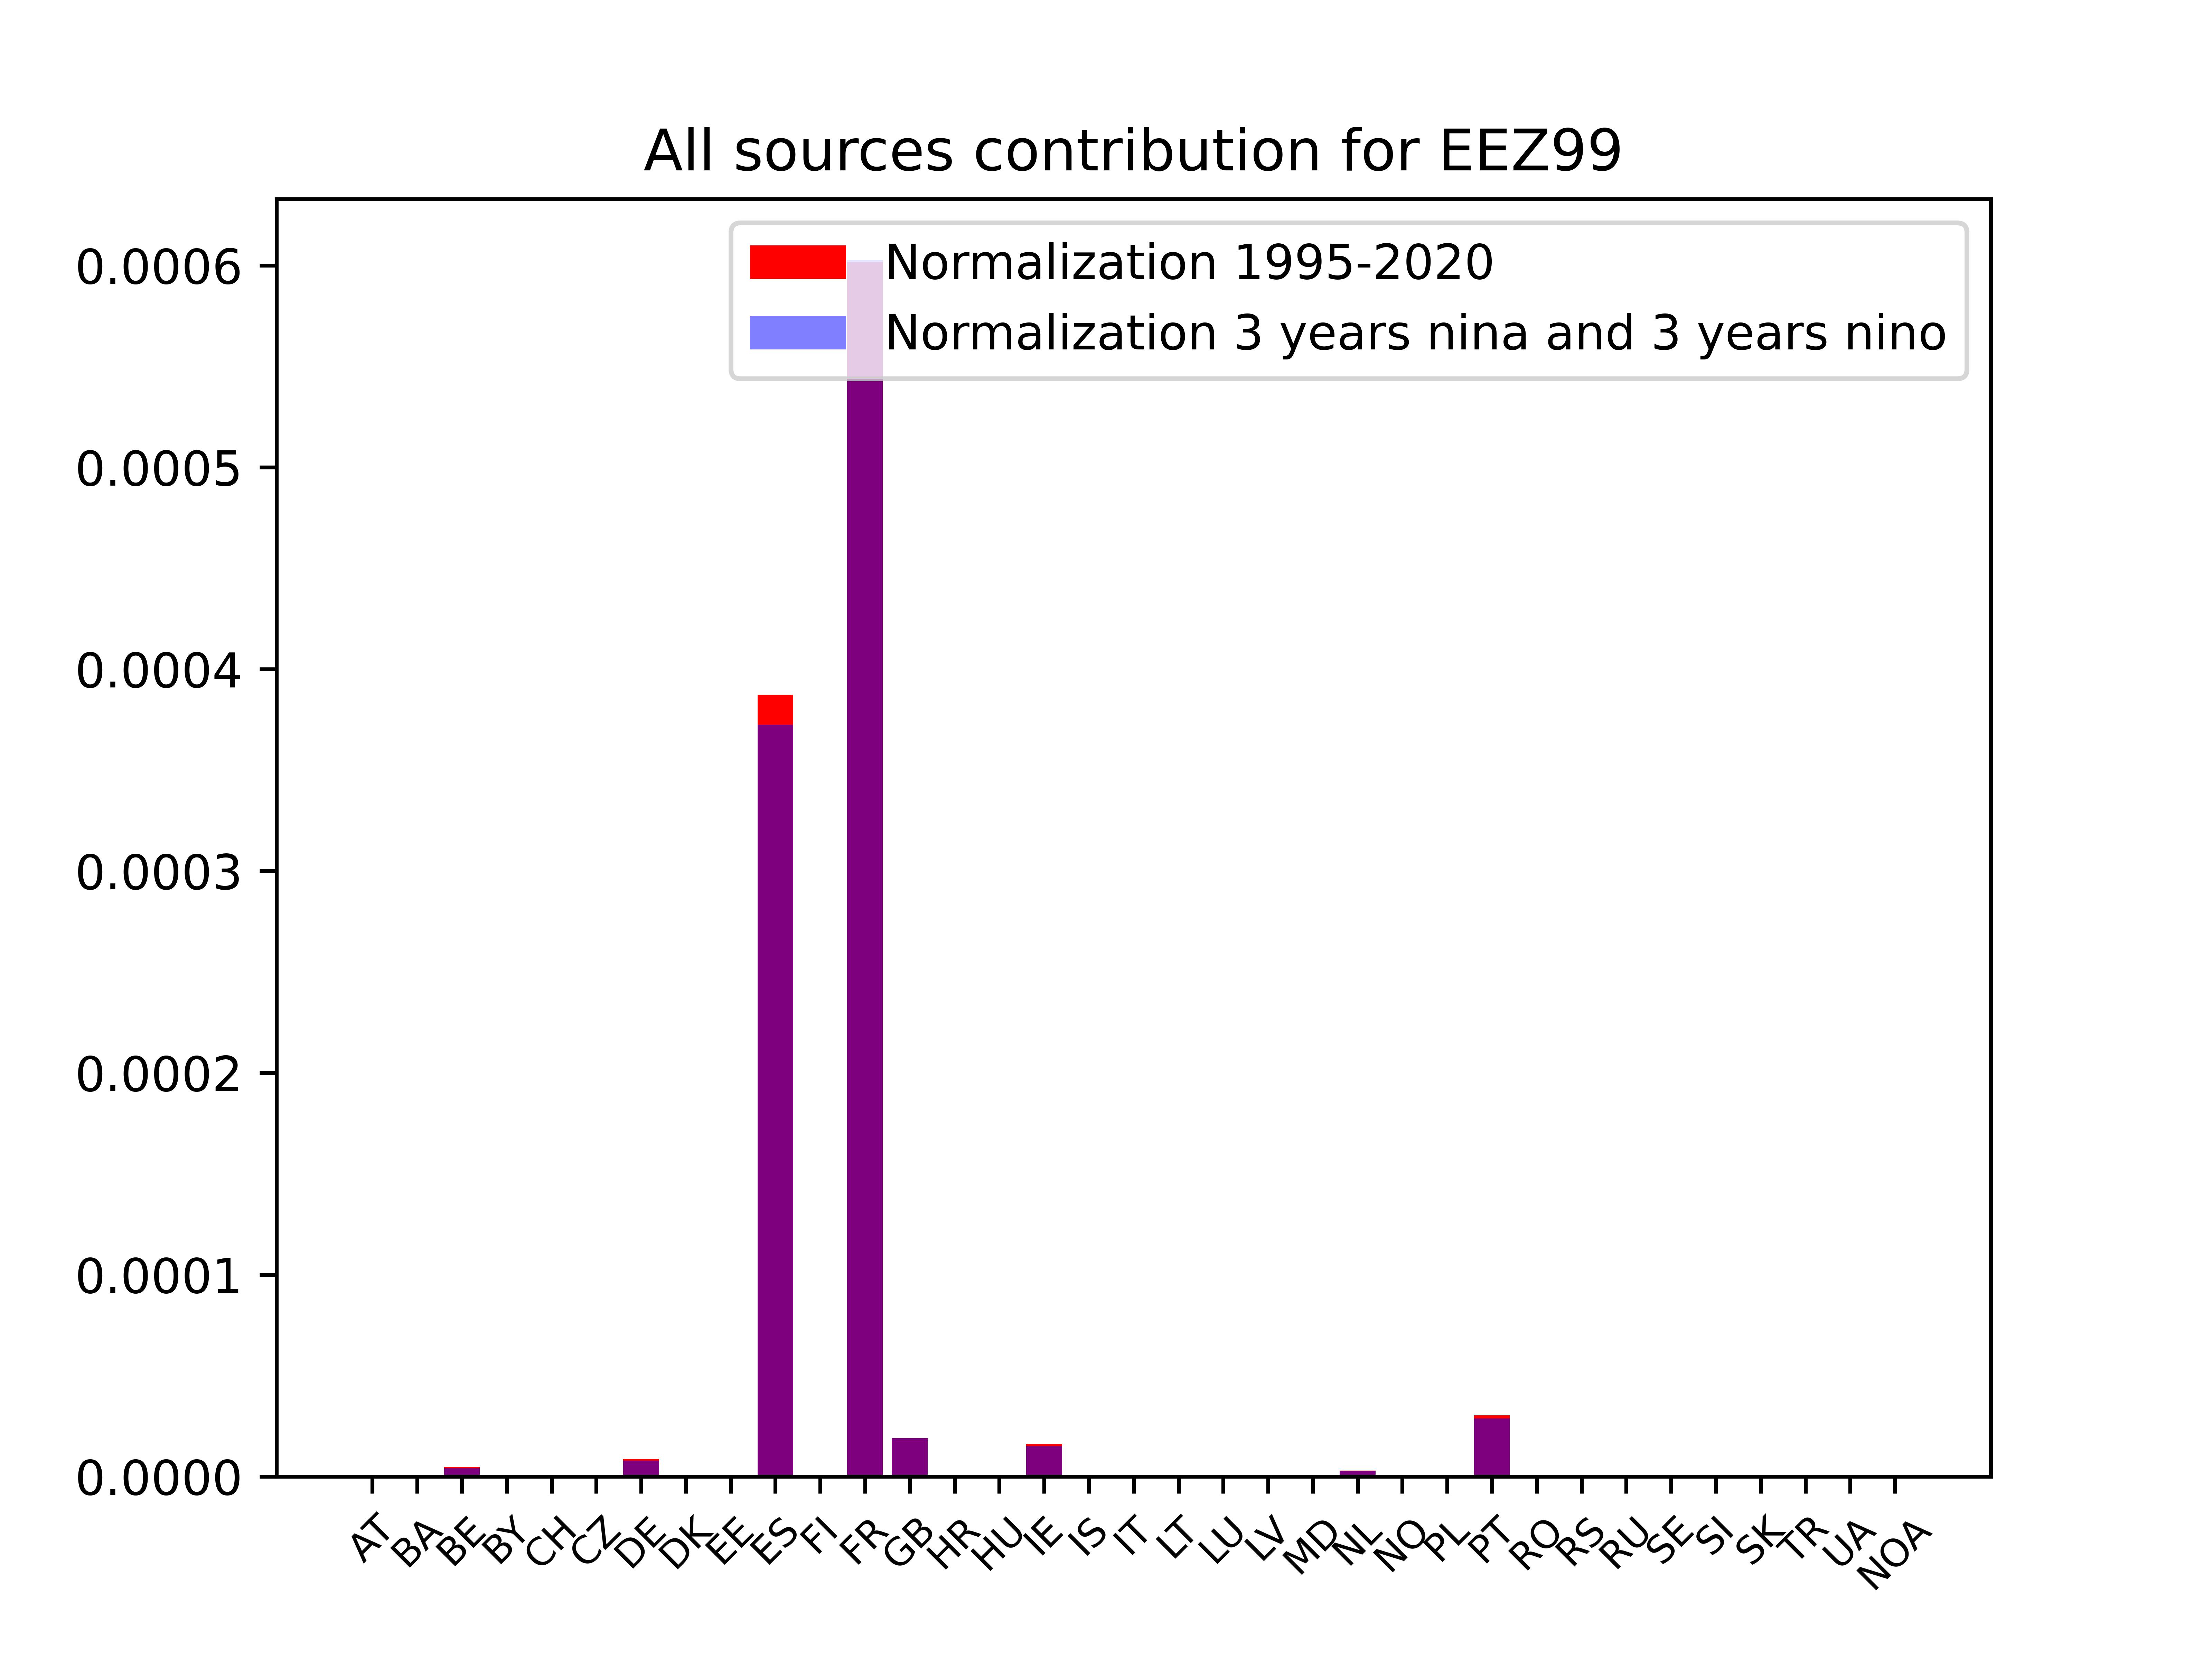 All sources contribution for EEZ99
Normalization 1995-2020
Normalization 3 years nina and 3 years nino
0.0006
0.0005
0.0004
0.0003
0.0002
0.0001
0.0000
AT BA BE BY CH CZ DE DK EE ES FI FR GB HR HU IE IS IT LT LU LV MD NL NO PL PT RO RS RU SE SI SK TR UA NOA